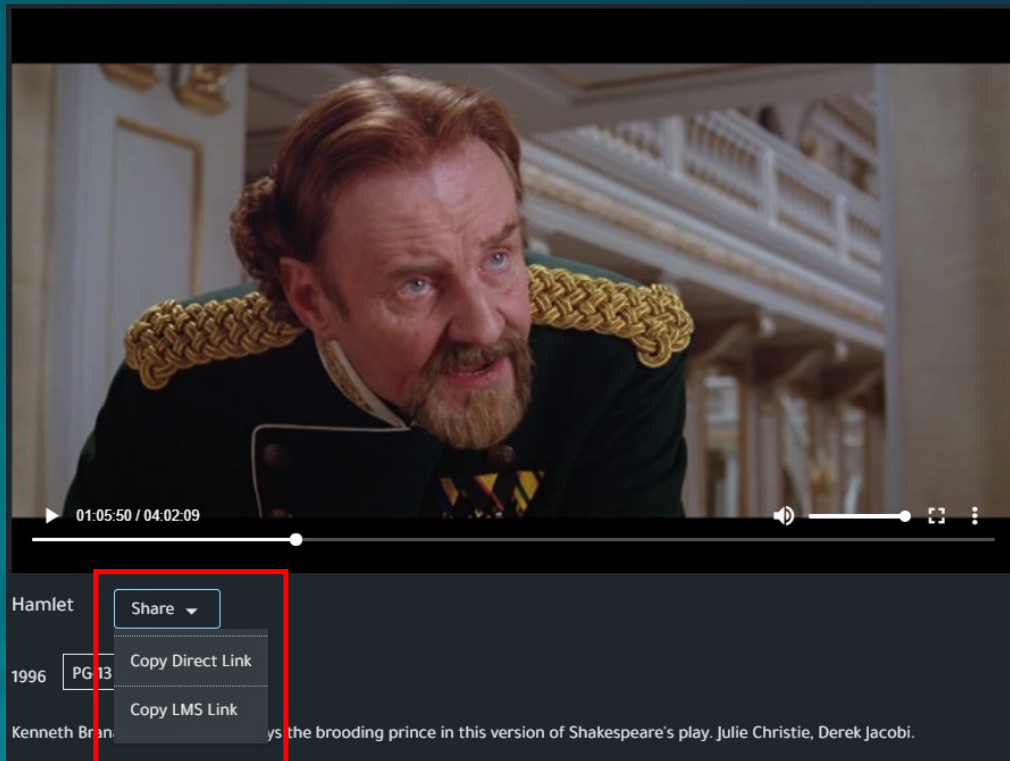 01:05:50 / 04:02:09
Hamlet Share
1996 PG-13
Copy Direct Link
Copy LMS Link
Kenneth Bran ys the brooding prince in this version of Shakespeare's play. Julie Christie, Derek Jacobi.